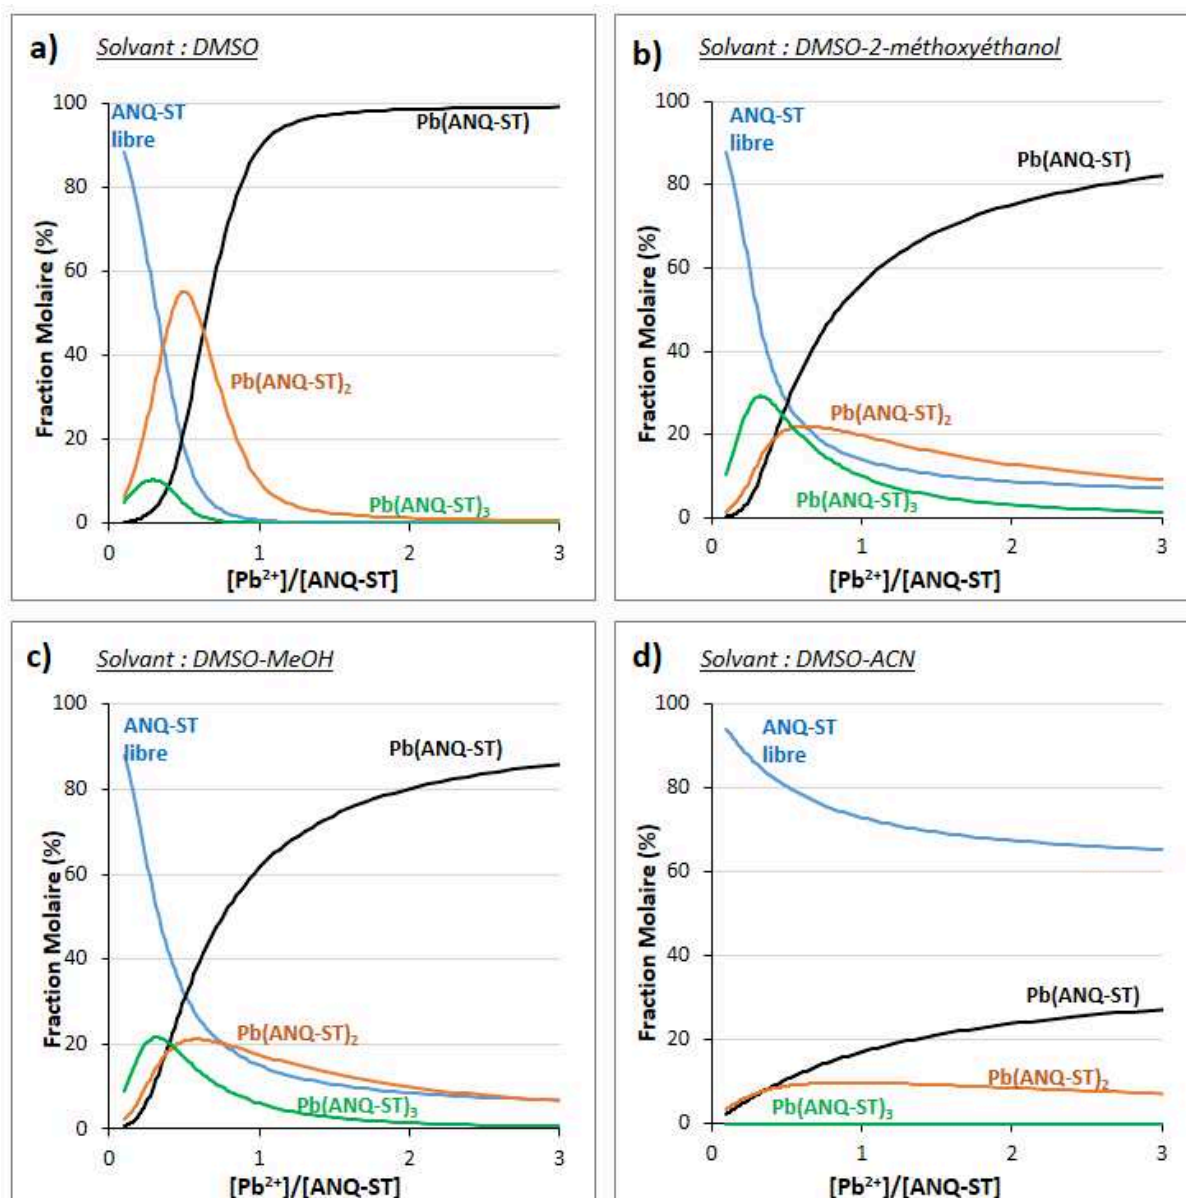 a) Solvant : DMSO
100
80
60
40
20
0
0 1 2 3
Fraction Molaire (%)
[Pb²⁺]/[ANQ-ST]
ANQ-ST
libre
Pb(ANQ-ST)
Pb(ANQ-ST)₂
Pb(ANQ-ST)₃
b) Solvant : DMSO-2-méthoxyéthanol
100
80
60
40
20
0
0 1 2 3
Fraction Molaire (%)
[Pb²⁺]/[ANQ-ST]
ANQ-ST
libre
Pb(ANQ-ST)
Pb(ANQ-ST)₂
Pb(ANQ-ST)₃
c) Solvant : DMSO-MeOH
100
80
60
40
20
0
0 1 2 3
Fraction Molaire (%)
[Pb²⁺]/[ANQ-ST]
ANQ-ST
libre
Pb(ANQ-ST)
Pb(ANQ-ST)₂
Pb(ANQ-ST)₃
d) Solvant : DMSO-ACN
100
80
60
40
20
0
0 1 2 3
Fraction Molaire (%)
[Pb²⁺]/[ANQ-ST]
ANQ-ST
libre
Pb(ANQ-ST)
Pb(ANQ-ST)₂
Pb(ANQ-ST)₃